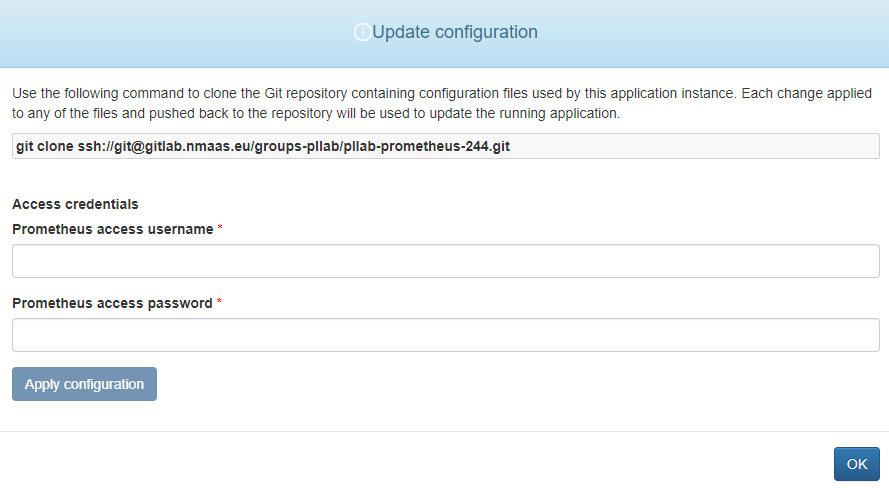 Update configuration
Use the following command to clone the Git repository containing configuration files used by this application instance. Each change applied
to any of the files and pushed back to the repository will be used to update the running application.
git clone ssh://git@gitlab.nmaas.eu/groups-pllab/pllab-prometheus-244.git
Access credentials
Prometheus access username *
Prometheus access password *
Apply configuration
OK